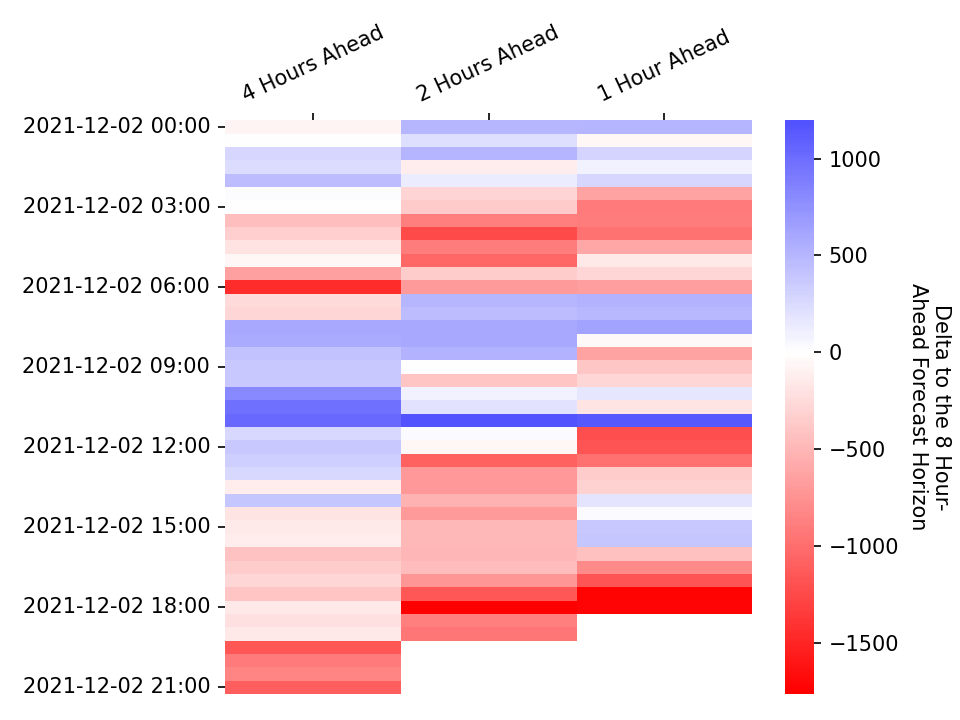 4 Hours Ahead
2 Hours Ahead
1 Hour Ahead
2021-12-02 00:00
2021-12-02 03:00
2021-12-02 06:00
2021-12-02 09:00
2021-12-02 12:00
2021-12-02 15:00
2021-12-02 18:00
2021-12-02 21:00
1000
500
0
−500
−1000
−1500
Delta to the 8 Hour-
Ahead Forecast Horizon